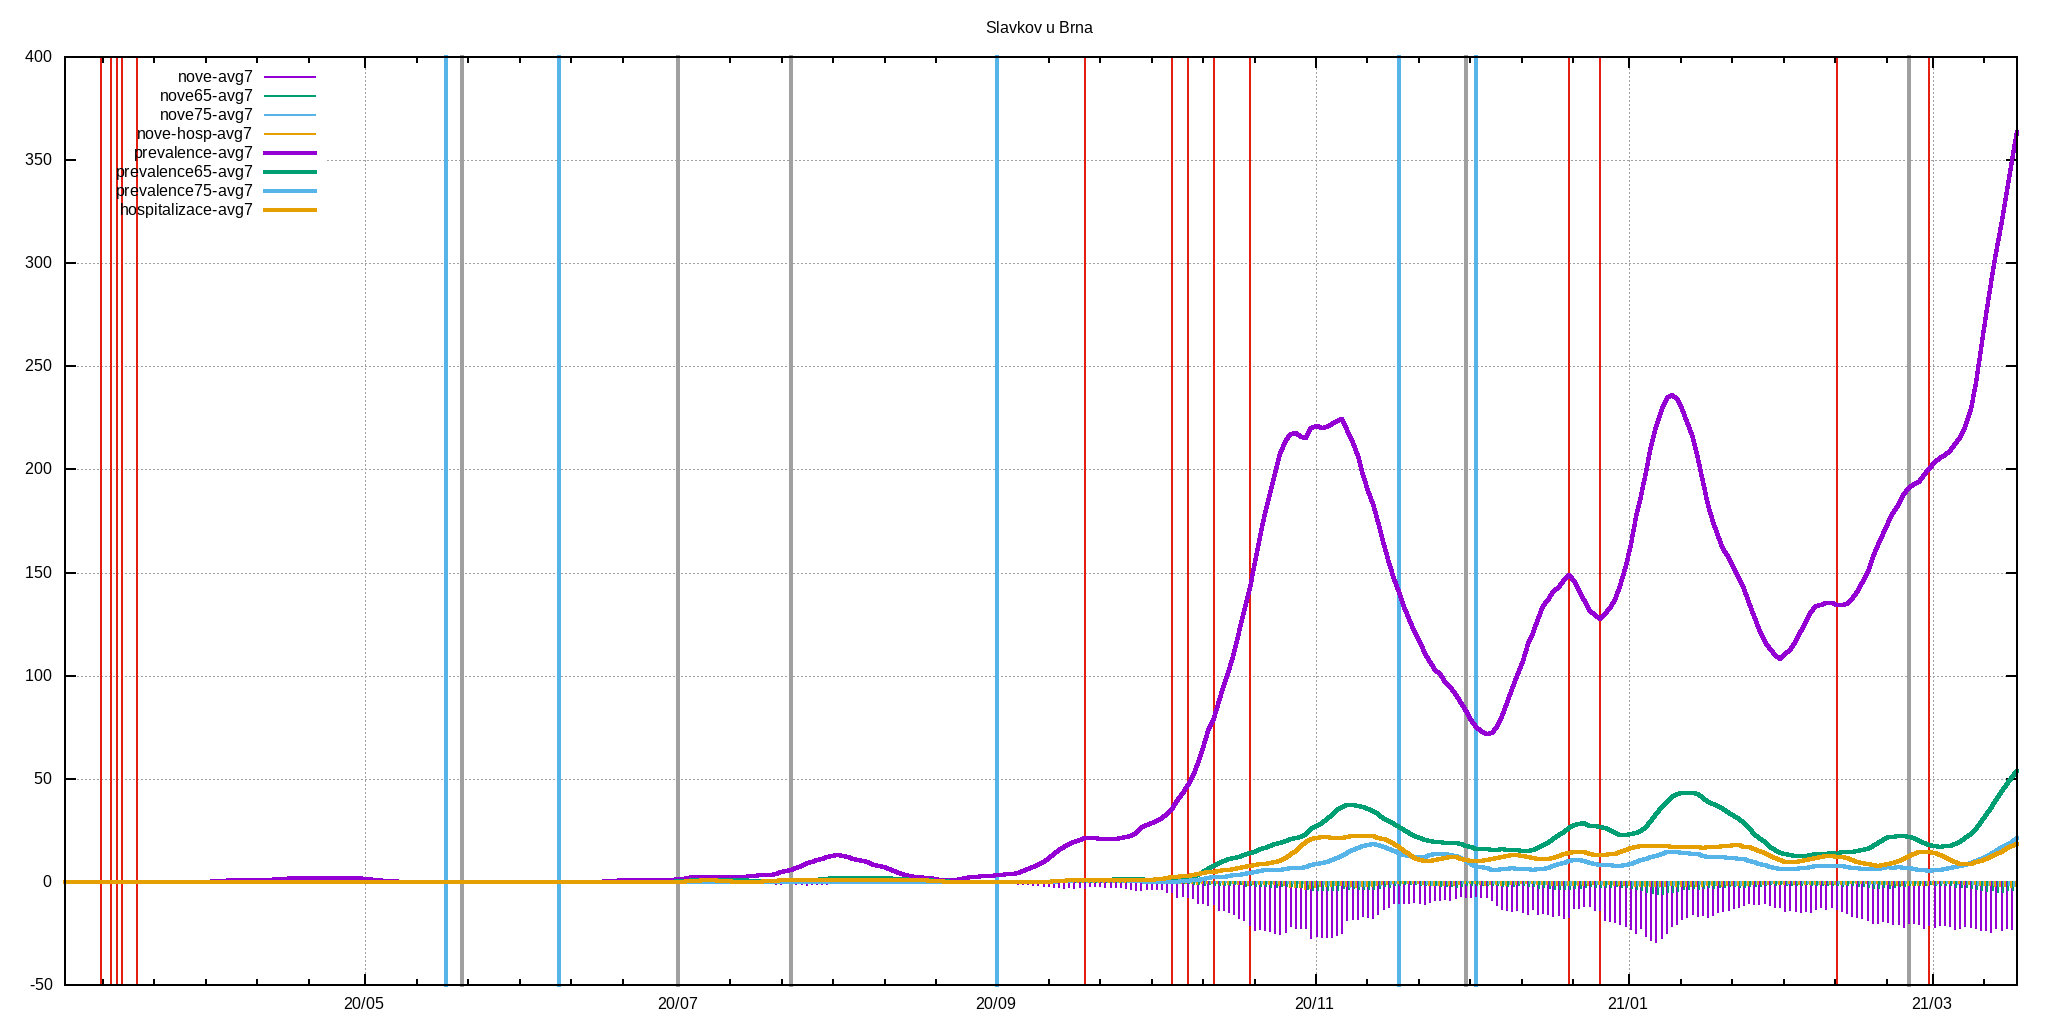 Slavkov u Brna
400
350
300
250
200
150
100
50
0
-50
nove-avg7
nove65-avg7
nove75-avg7
nove-hosp-avg7
prevalence-avg7
prevalence65-avg7
prevalence75-avg7
hospitalizace-avg7
20/05
20/07
20/09
20/11
21/01
21/03